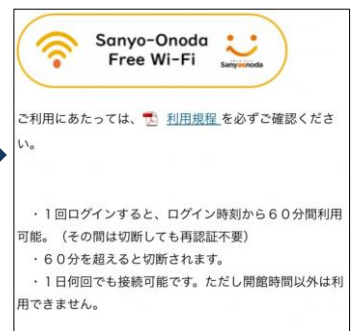 Sanyo-Onoda
Free Wi-Fi
Sanyoonoda
ご利用にあたっては、 利用規程 を必ずご確認くださ
い。
・１回ログインすると、ログイン時刻から６０分間利用
可能。（その間は切断しても再認証不要）
・６０分を超えると切断されます。
・１日何回でも接続可能です。ただし開館時間以外は利
用できません。